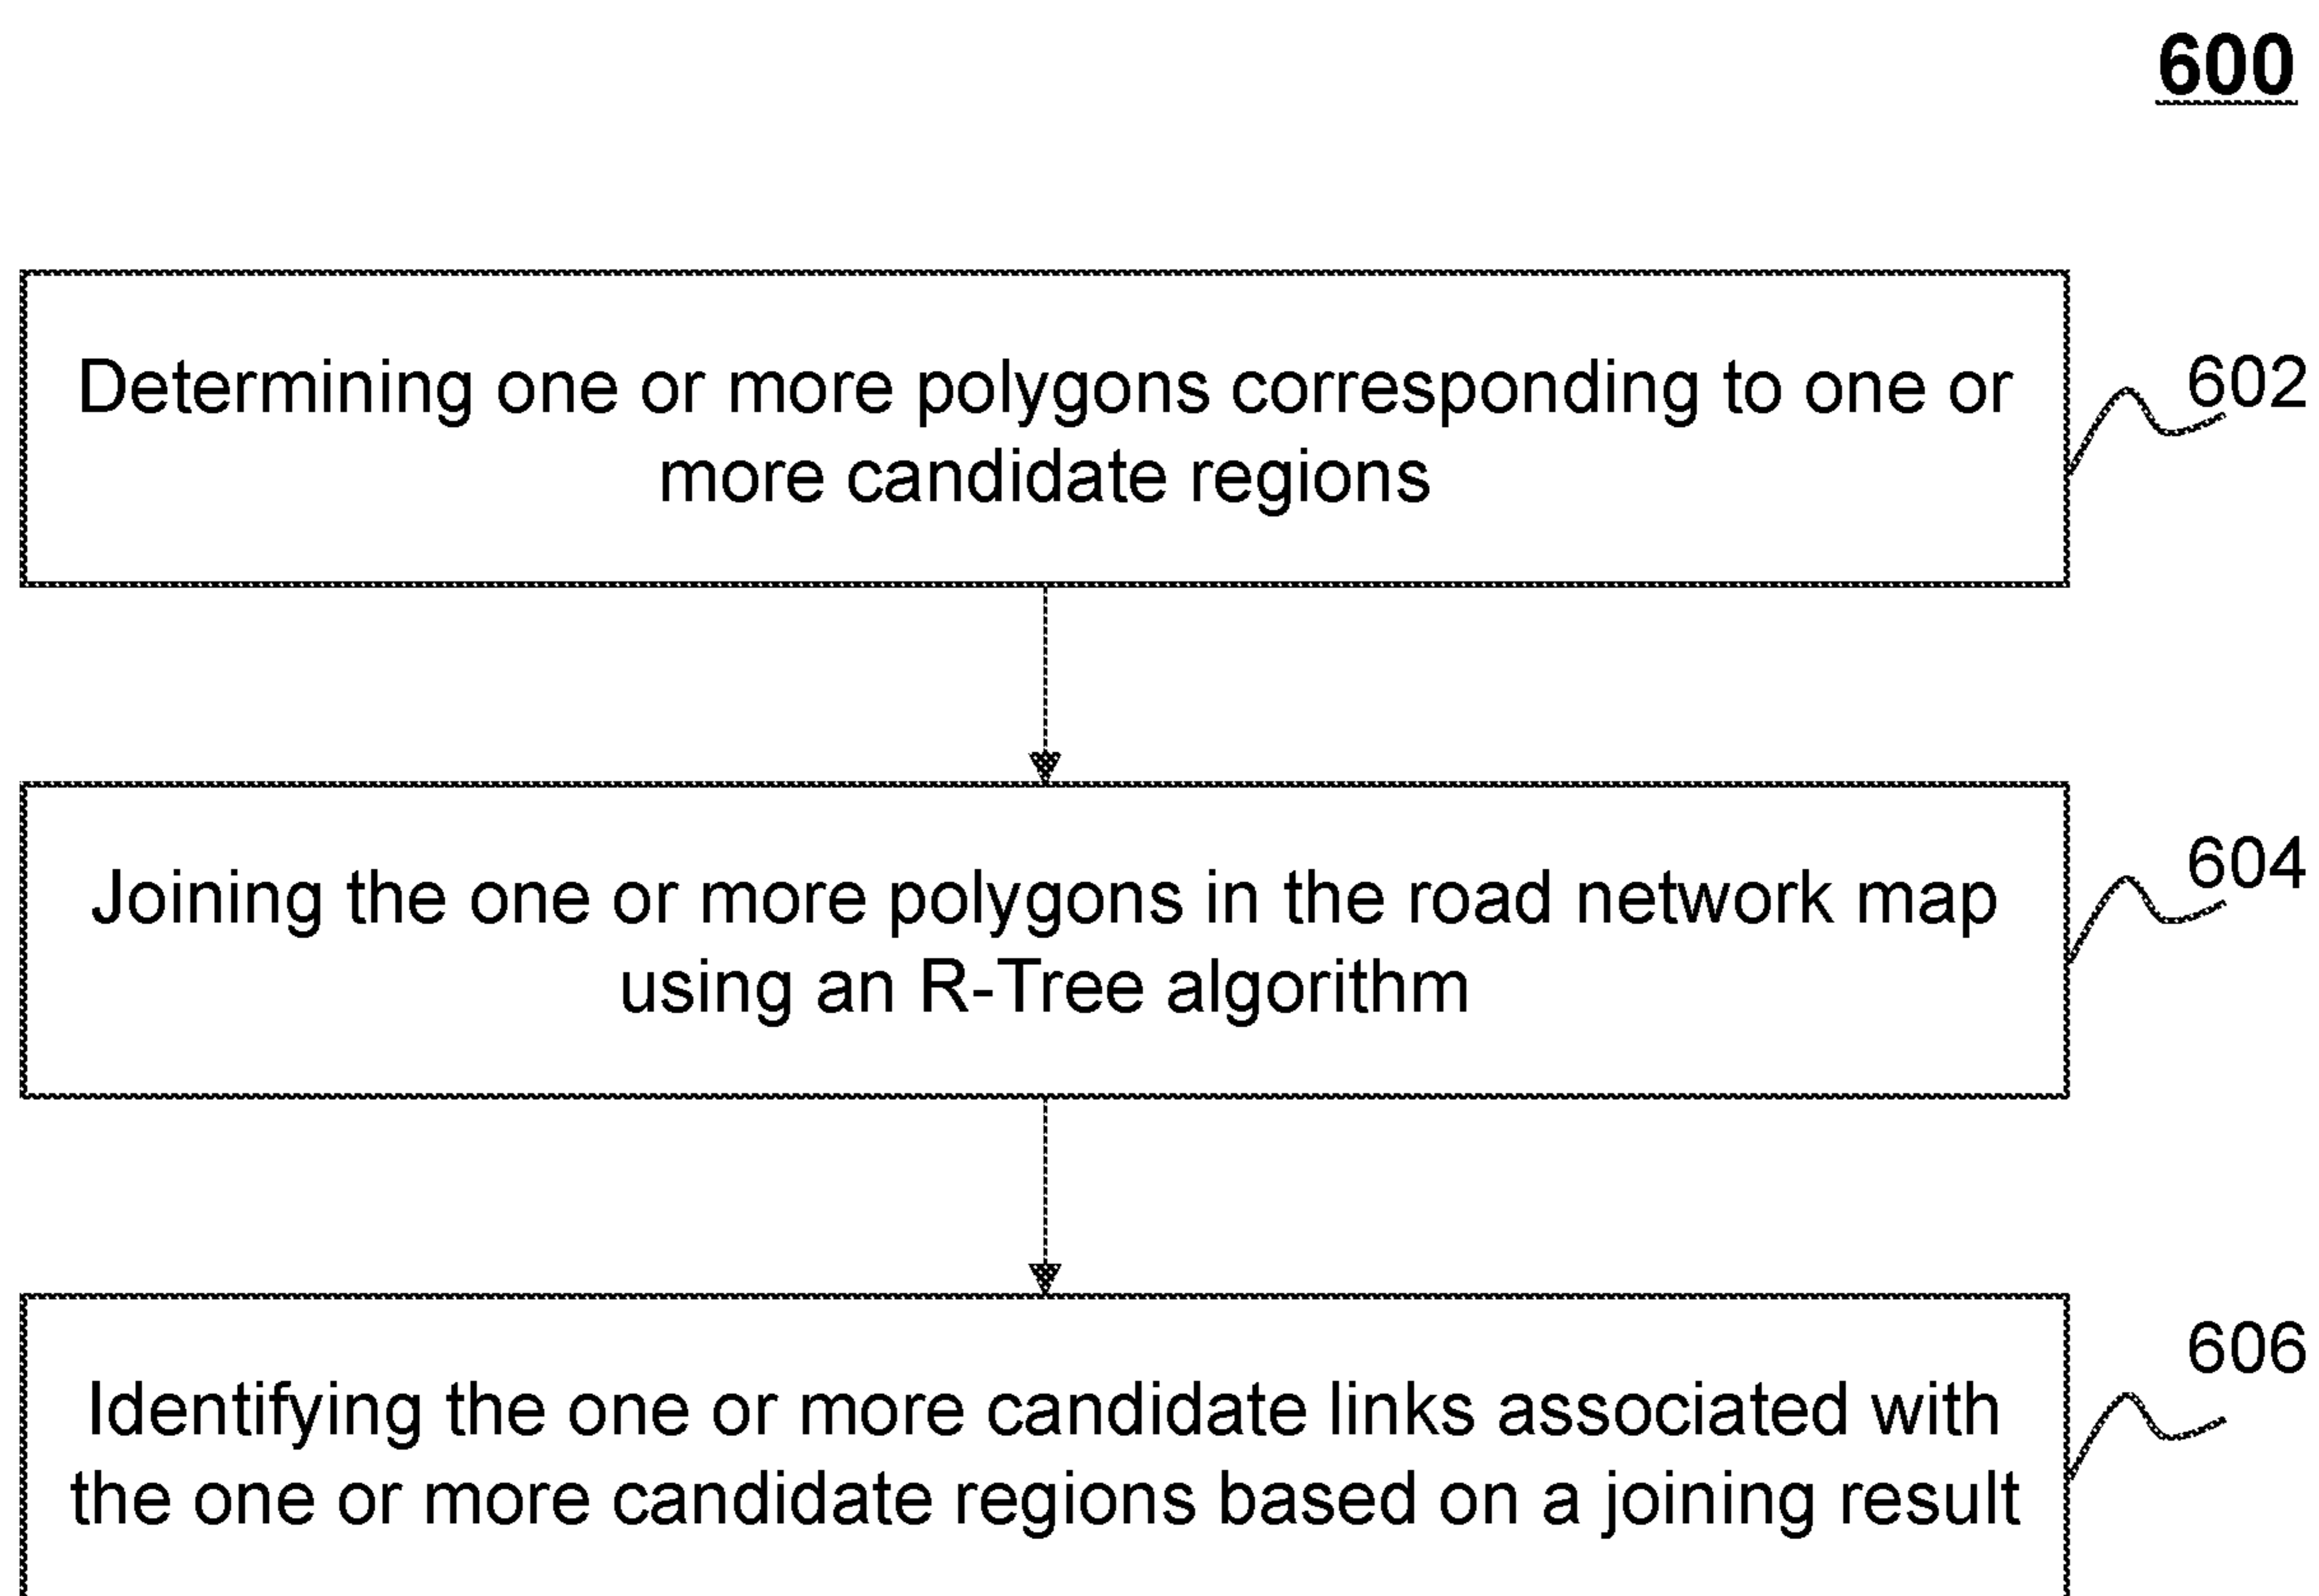 600
Determining one or more polygons corresponding to one or
more candidate regions
602
Joining the one or more polygons in the road network map
using an R-Tree algorithm
604
Identifying the one or more candidate links associated with
the one or more candidate regions based on a joining result
606